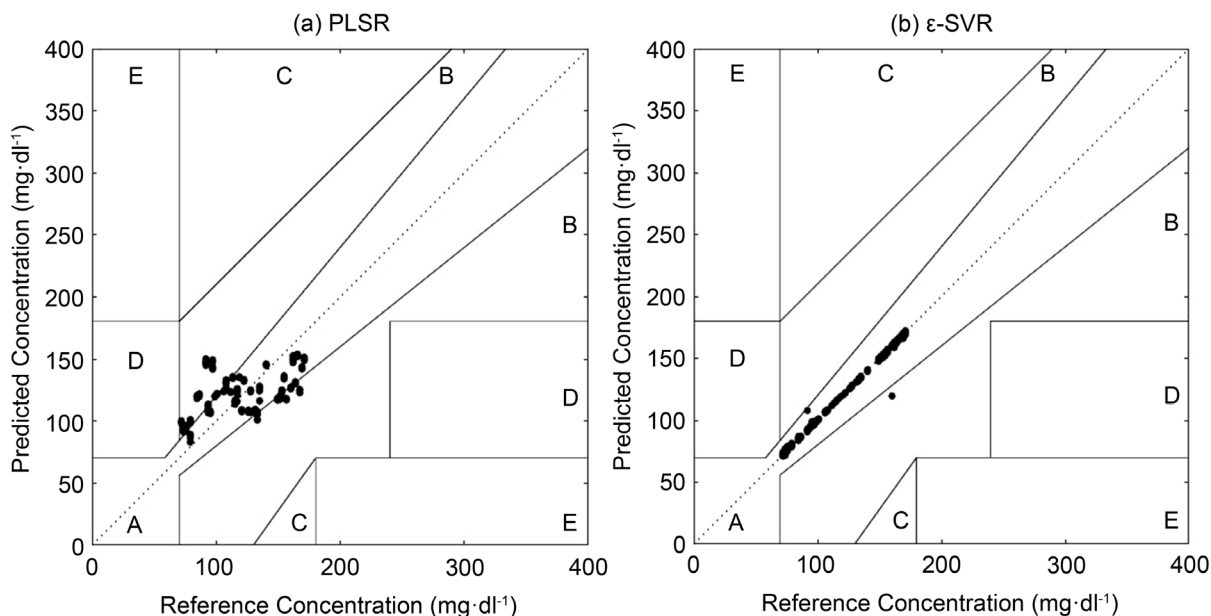 (a) PLSR
Predicted Concentration (mg·dl⁻¹)
400
350
300
250
200
150
100
50
0
E
C
B
B
D
D
A
C
E
0
100
200
300
400
Reference Concentration (mg·dl⁻¹)
(b) ε-SVR
Predicted Concentration (mg·dl⁻¹)
400
350
300
250
200
150
100
50
0
E
C
B
B
D
D
A
C
E
0
100
200
300
400
Reference Concentration (mg·dl⁻¹)